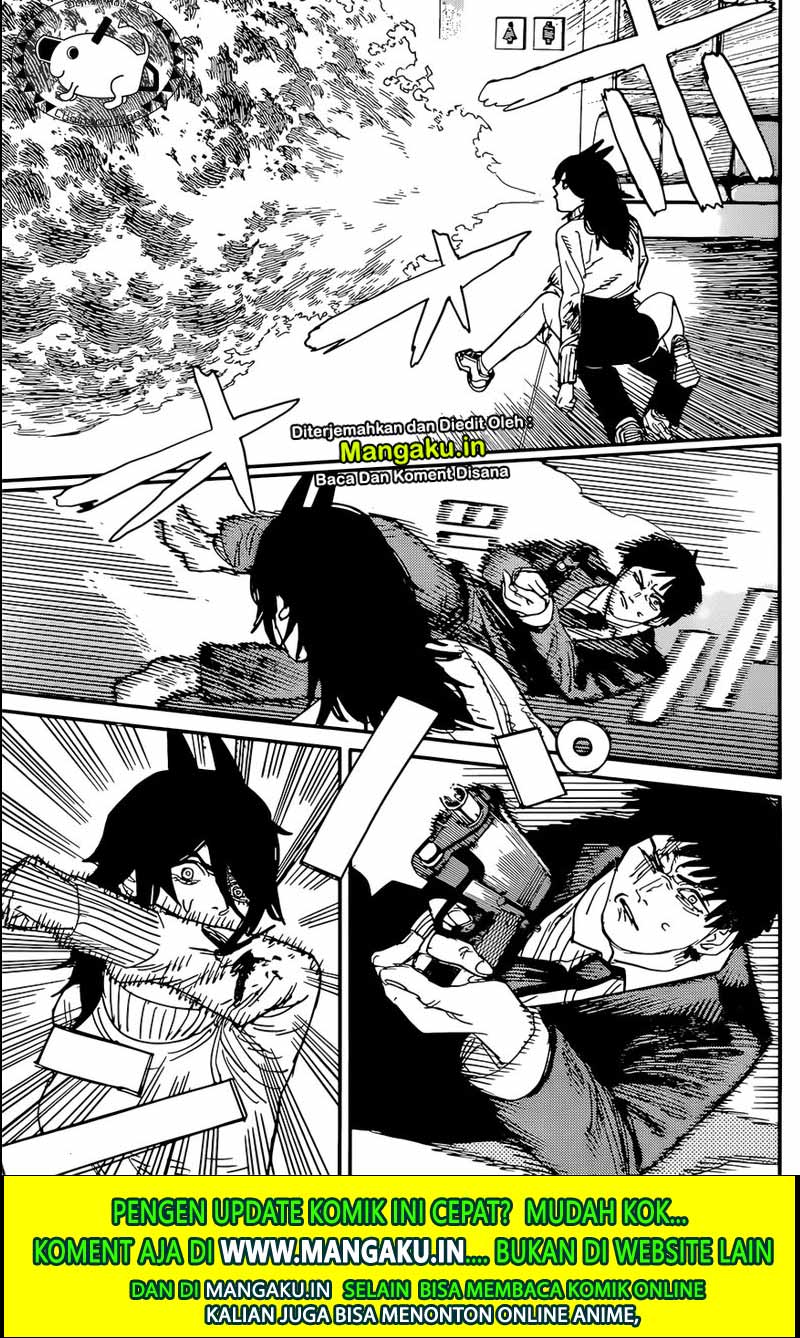 Diterjemahkan dan Diedit Oleh :
Mangaku.in
Baca Dan Koment Disana
PENGEN UPDATE KOMIK INI CEPAT? MUDAH KOK...
KOMENT AJA DI WWW.MANGAKU.IN.... BUKAN DI WEBSITE LAIN
DAN DI MANGAKU.IN SELAIN BISA MEMBACA KOMIK ONLINE
KALIAN JUGA BISA MENONTON ONLINE ANIME,